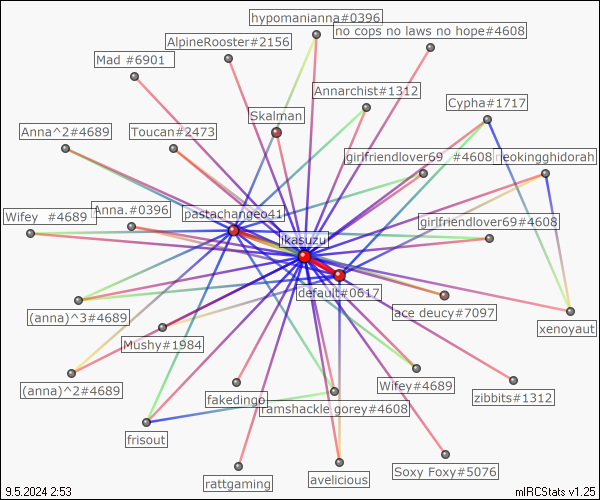 hypomanianna#0396
no cops no laws no hope#4608
AlpineRooster#2156
Mad #6901
Annarchist#1312
Cypha#1717
Skalman
Anna^2#4689
Toucan#2473
girlfriendlover69 #4608
neokingghidorah
Wifey #4689
Anna.#0396
pastachangeo41
girlfriendlover69#4608
jkasuzu
default#0617
(anna)^3#4689
ace deucy#7097
xenoyaut
Mushy#1984
(anna)^2#4689
Wifey#4689
zibbits#1312
fakedingo
ramshackle gorey#4608
frisout
rattgaming
avelicious
Soxy Foxy#5076
9.5.2024 2:53
mIRCStats v1.25